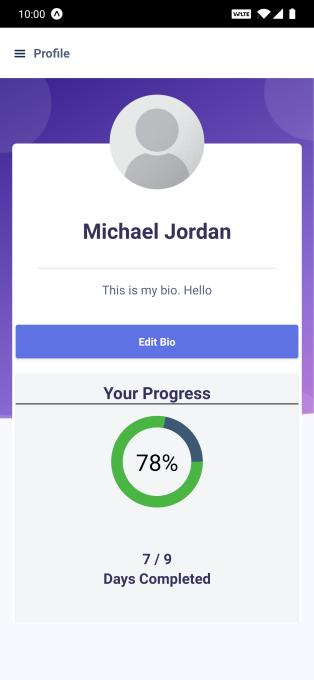 10:00
VoLTE
Profile
Michael Jordan
This is my bio. Hello
Edit Bio
Your Progress
78%
7 / 9
Days Completed